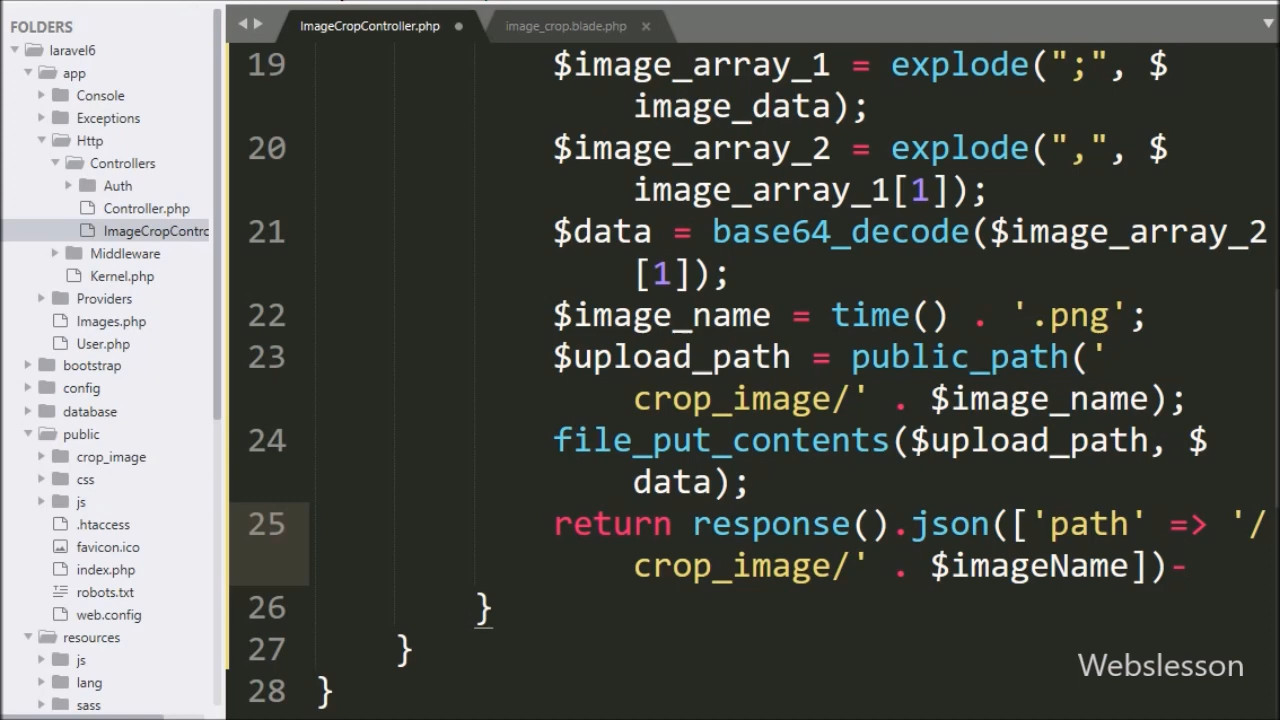 FOLDERS
laravel6
app
Console
Exceptions
Http
Controllers
Auth
Controller.php
ImageCropContro
Middleware
Kernel.php
Providers
Images.php
User.php
bootstrap
config
database
public
crop_image
css
js
.htaccess
favicon.ico
index.php
robots.txt
web.config
resources
js
lang
sass
ImageCropController.php
image_crop.blade.php
19 $image_array_1 = explode(";", $
image_data);
20 $image_array_2 = explode(",", $
image_array_1[1]);
21 $data = base64_decode($image_array_2
[1]);
22 $image_name = time() . '.png';
23 $upload_path = public_path('
crop_image/' . $image_name);
24 file_put_contents($upload_path, $
data);
25 return response().json(['path' => '/
crop_image/' . $imageName])-
26 }
27 }
28 }
Webslesson